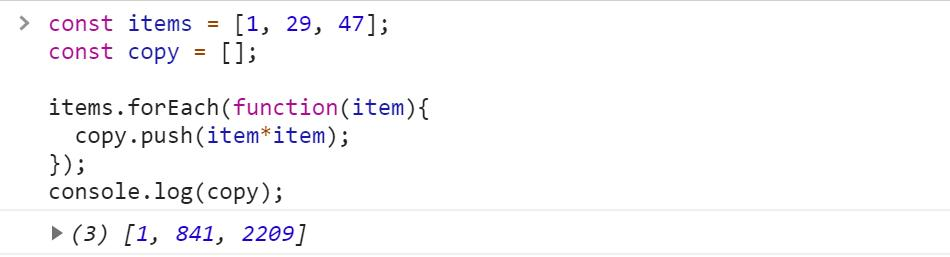 > const items = [1, 29, 47];
const copy = [];
items.forEach(function(item){
  copy.push(item*item);
});
console.log(copy);
▶ (3) [1, 841, 2209]